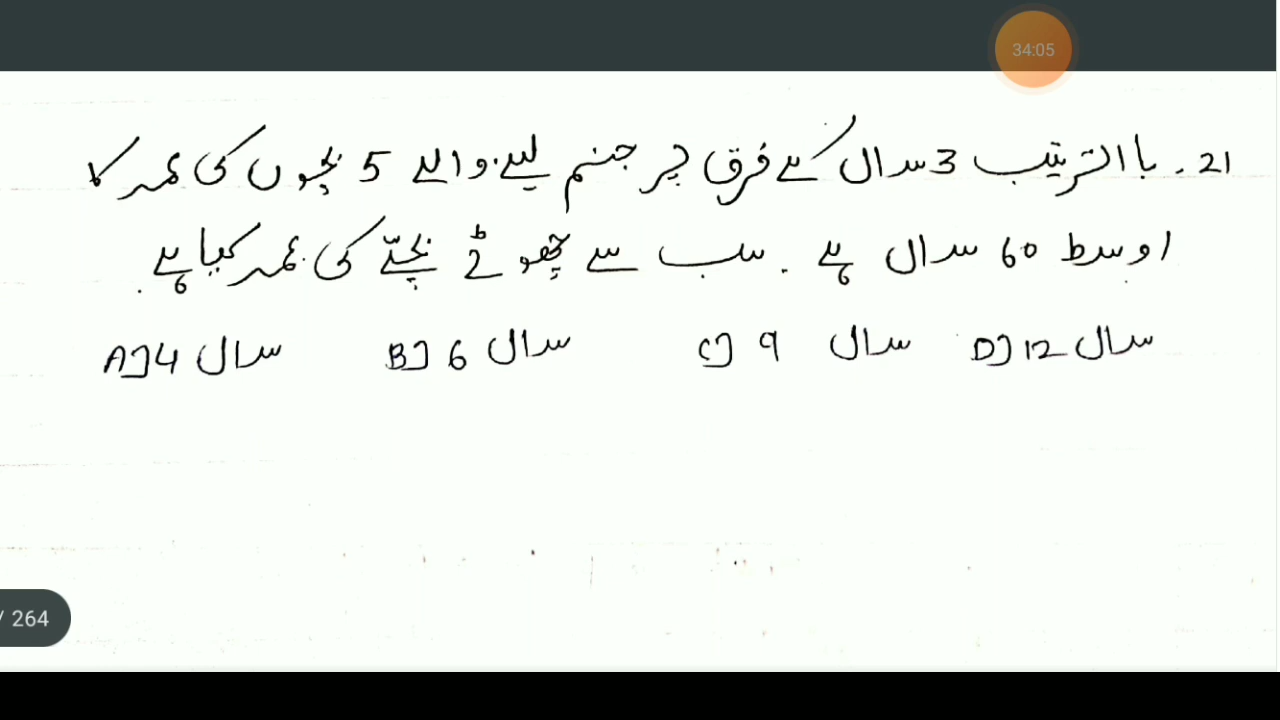 34:05
21. باالترتیب 3 سال کے فرق پر جنم لینے والے 5 بچوں کی عمر کا
اوسط 60 سال ہے. سب سے چھوٹے بچّے کی عمر کیا ہے.
A] 4 سال B] 6 سال C] 9 سال D] 12 سال
/ 264